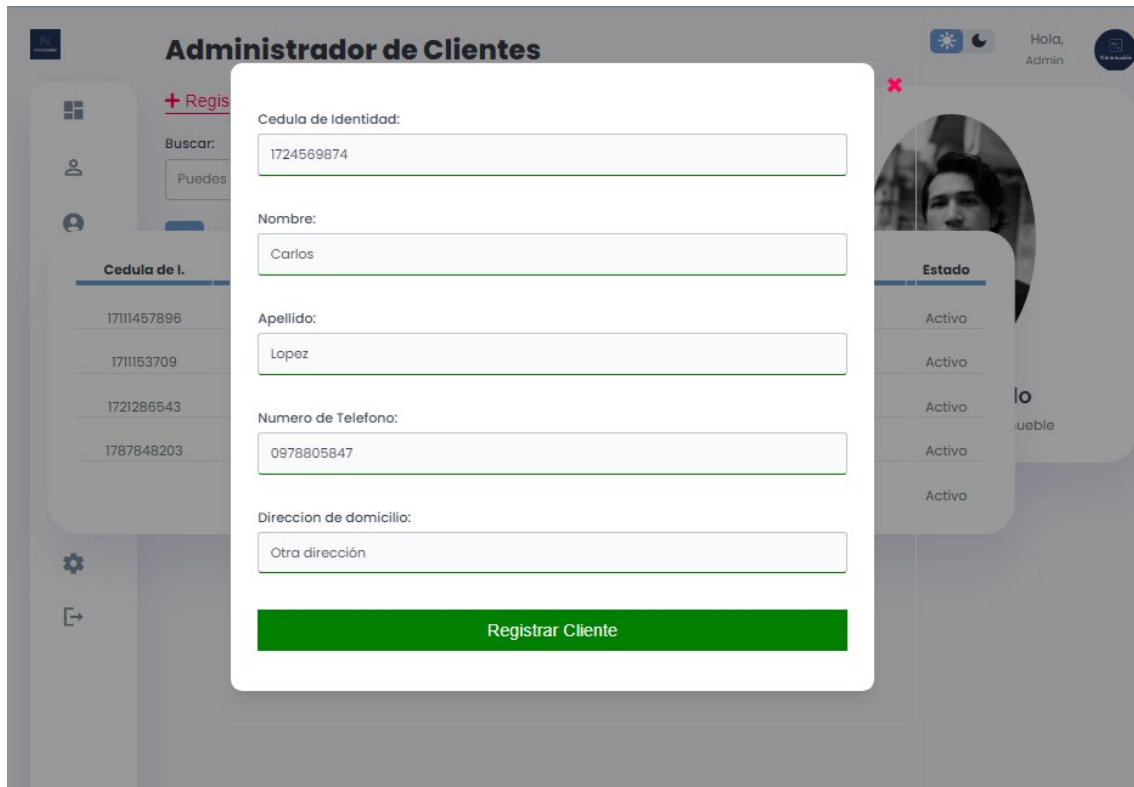 Administrador de Clientes
Hola,
Admin
+ Regis
Buscar:
Puedes
Cedula de I.
Estado
17111457896
Activo
1711153709
Activo
1721286543
Activo
1787848203
Activo
Activo
lo
ueble
Cedula de Identidad:
1724569874
Nombre:
Carlos
Apellido:
Lopez
Numero de Telefono:
0978805847
Direccion de domicilio:
Otra dirección
Registrar Cliente